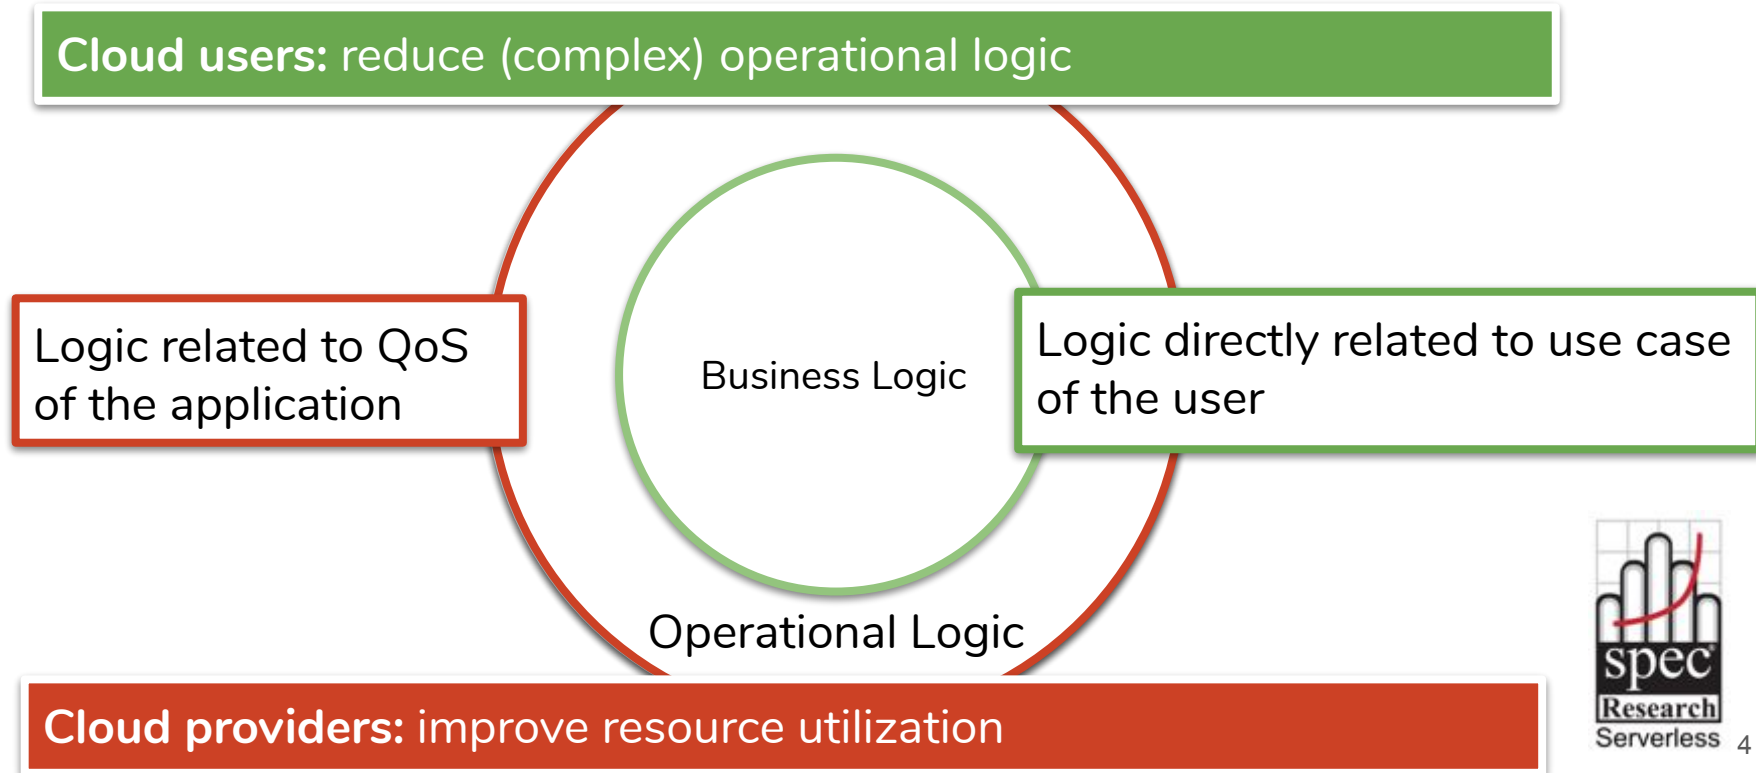 Cloud users: reduce (complex) operational logic
Logic related to QoS
of the application
Business Logic
Logic directly related to use case
of the user
Operational Logic
Cloud providers: improve resource utilization
spec
Research
Serverless
4